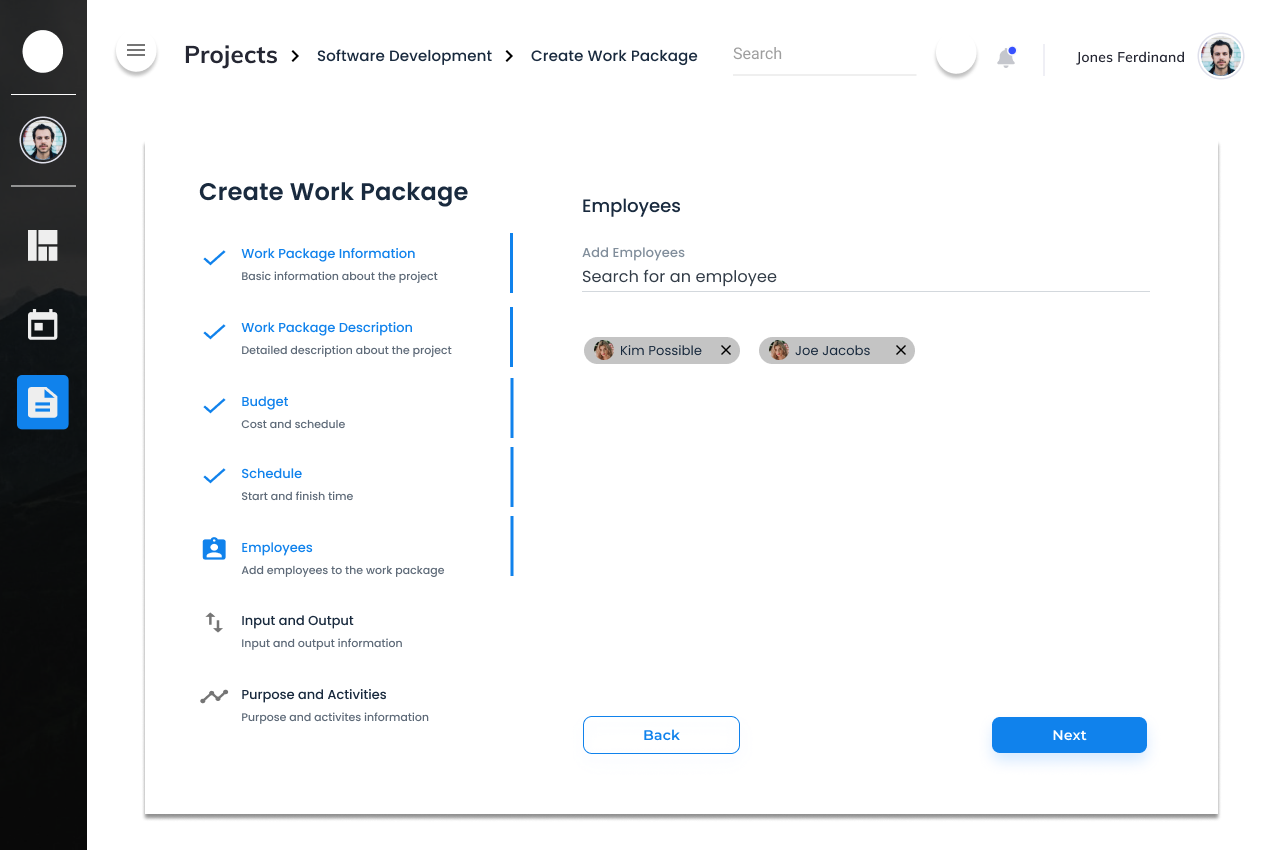 Projects > Software Development > Create Work Package
Search
Jones Ferdinand
Create Work Package
Work Package Information
Basic information about the project
Work Package Description
Detailed description about the project
Budget
Cost and schedule
Schedule
Start and finish time
Employees
Add employees to the work package
Input and Output
Input and output information
Purpose and Activities
Purpose and activites information
Employees
Add Employees
Search for an employee
Kim Possible
Joe Jacobs
Back
Next